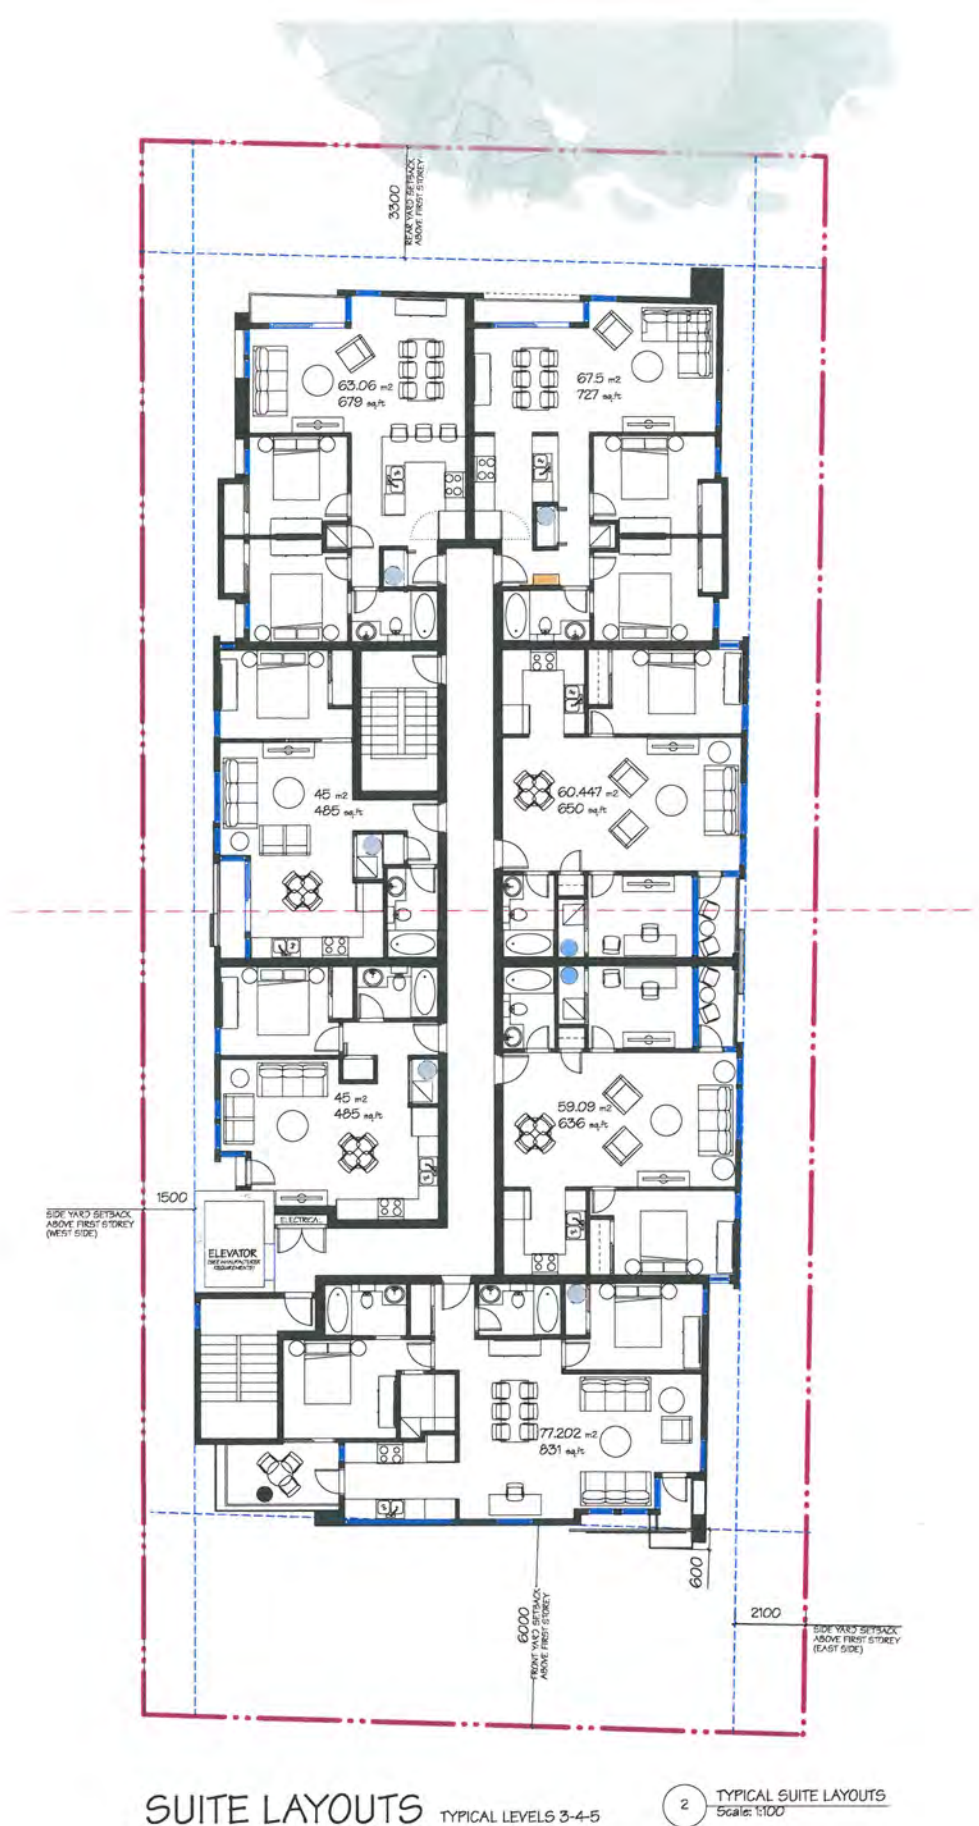 3300
REAR YARD SETBACK
ABOVE FIRST STOREY
63.06 m2
679 sq.ft
67.5 m2
727 sq.ft
45 m2
485 sq.ft
60.447 m2
650 sq.ft
45 m2
485 sq.ft
59.09 m2
636 sq.ft
1500
SIDE YARD SETBACK
ABOVE FIRST STOREY
(WEST SIDE)
ELECTRICAL
ELEVATOR
(SEE MANUFACTURER
REQUIREMENTS)
77.202 m2
831 sq.ft
600
6000
FRONT YARD SETBACK
ABOVE FIRST STOREY
2100
SIDE YARD SETBACK
ABOVE FIRST STOREY
(EAST SIDE)
SUITE LAYOUTS TYPICAL LEVELS 3-4-5
2 TYPICAL SUITE LAYOUTS
Scale: 1:100